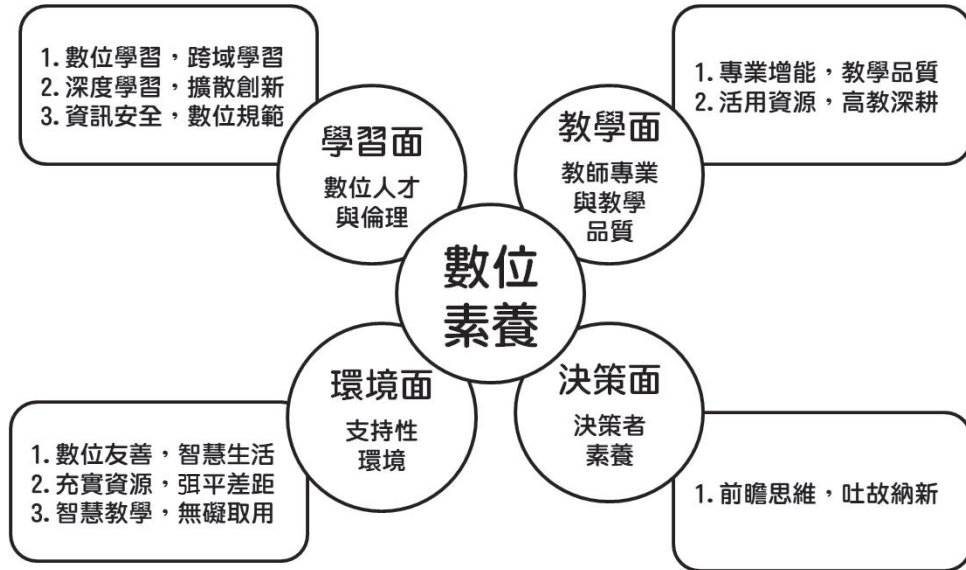 1. 數位學習，跨域學習
2. 深度學習，擴散創新
3. 資訊安全，數位規範
學習面
數位人才
與倫理
1. 專業增能，教學品質
2. 活用資源，高教深耕
教學面
教師專業
與教學
品質
數位
素養
環境面
支持性
環境
1. 數位友善，智慧生活
2. 充實資源，弭平差距
3. 智慧教學，無礙取用
決策面
決策者
素養
1. 前瞻思維，吐故納新